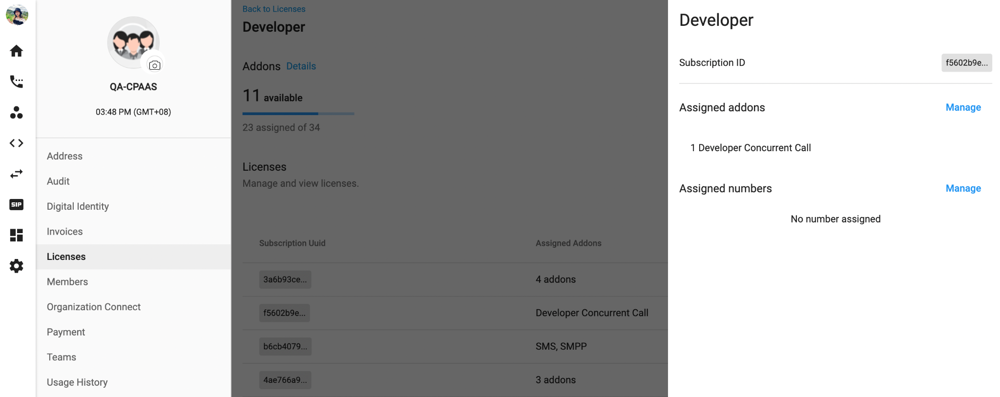 QA-CPAAS
03:48 PM (GMT+08)
SIP
Address
Audit
Digital Identity
Invoices
Licenses
Members
Organization Connect
Payment
Teams
Usage History
Back to Licenses
Developer
Addons Details
11 available
23 assigned of 34
Licenses
Manage and view licenses.
Subscription Uuid Assigned Addons
3a6b93ce... 4 addons
f5602b9e... Developer Concurrent Call
b6cb4079... SMS, SMPP
4ae766a9... 3 addons
Developer
Subscription ID f5602b9e...
Assigned addons Manage
1 Developer Concurrent Call
Assigned numbers Manage
No number assigned